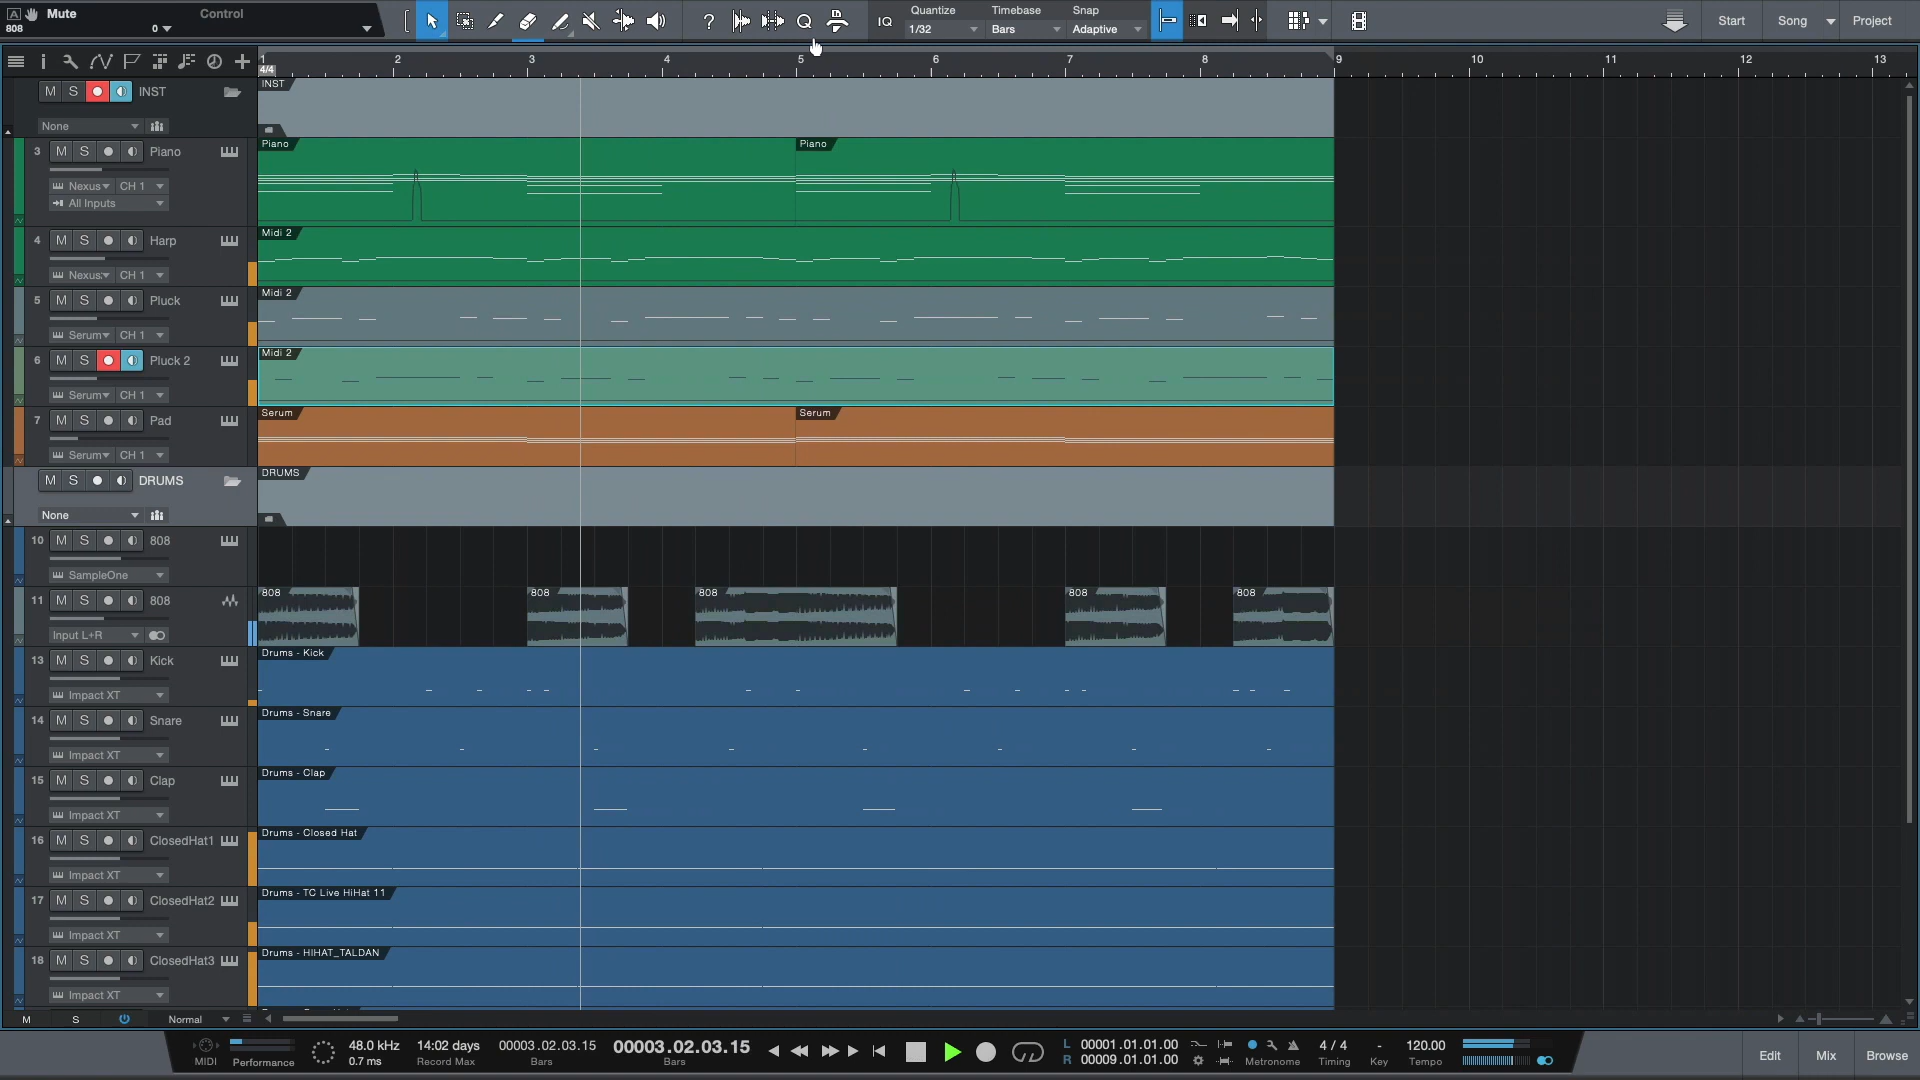 A Mute Control
808 0
IQ Quantize Timebase Snap
1/32 Bars Adaptive
Start Song Project
1 2 3 4 5 6 7 8 9 10 11 12 13
4/4
M S INST
None
INST
3 M S Piano
Nexus CH 1
All Inputs
Piano Piano
4 M S Harp
Nexus CH 1
Midi 2
5 M S Pluck
Serum CH 1
Midi 2
6 M S Pluck 2
Serum CH 1
Midi 2
7 M S Pad
Serum CH 1
Serum Serum
M S DRUMS
None
DRUMS
10 M S 808
SampleOne
11 M S 808
Input L+R
808 808 808 808 808
13 M S Kick
Impact XT
Drums - Kick
14 M S Snare
Impact XT
Drums - Snare
15 M S Clap
Impact XT
Drums - Clap
16 M S ClosedHat1
Impact XT
Drums - Closed Hat
17 M S ClosedHat2
Impact XT
Drums - TC Live HiHat 11
18 M S ClosedHat3
Impact XT
Drums - HIHAT_TALDAN
M S Normal
MIDI Performance
48.0 kHz
0.7 ms
14:02 days
Record Max
00003.02.03.15
Bars
00003.02.03.15
Bars
L 00001.01.01.00
R 00009.01.01.00
Metronome
4 / 4
Timing
-
Key
120.00
Tempo
Edit Mix Browse